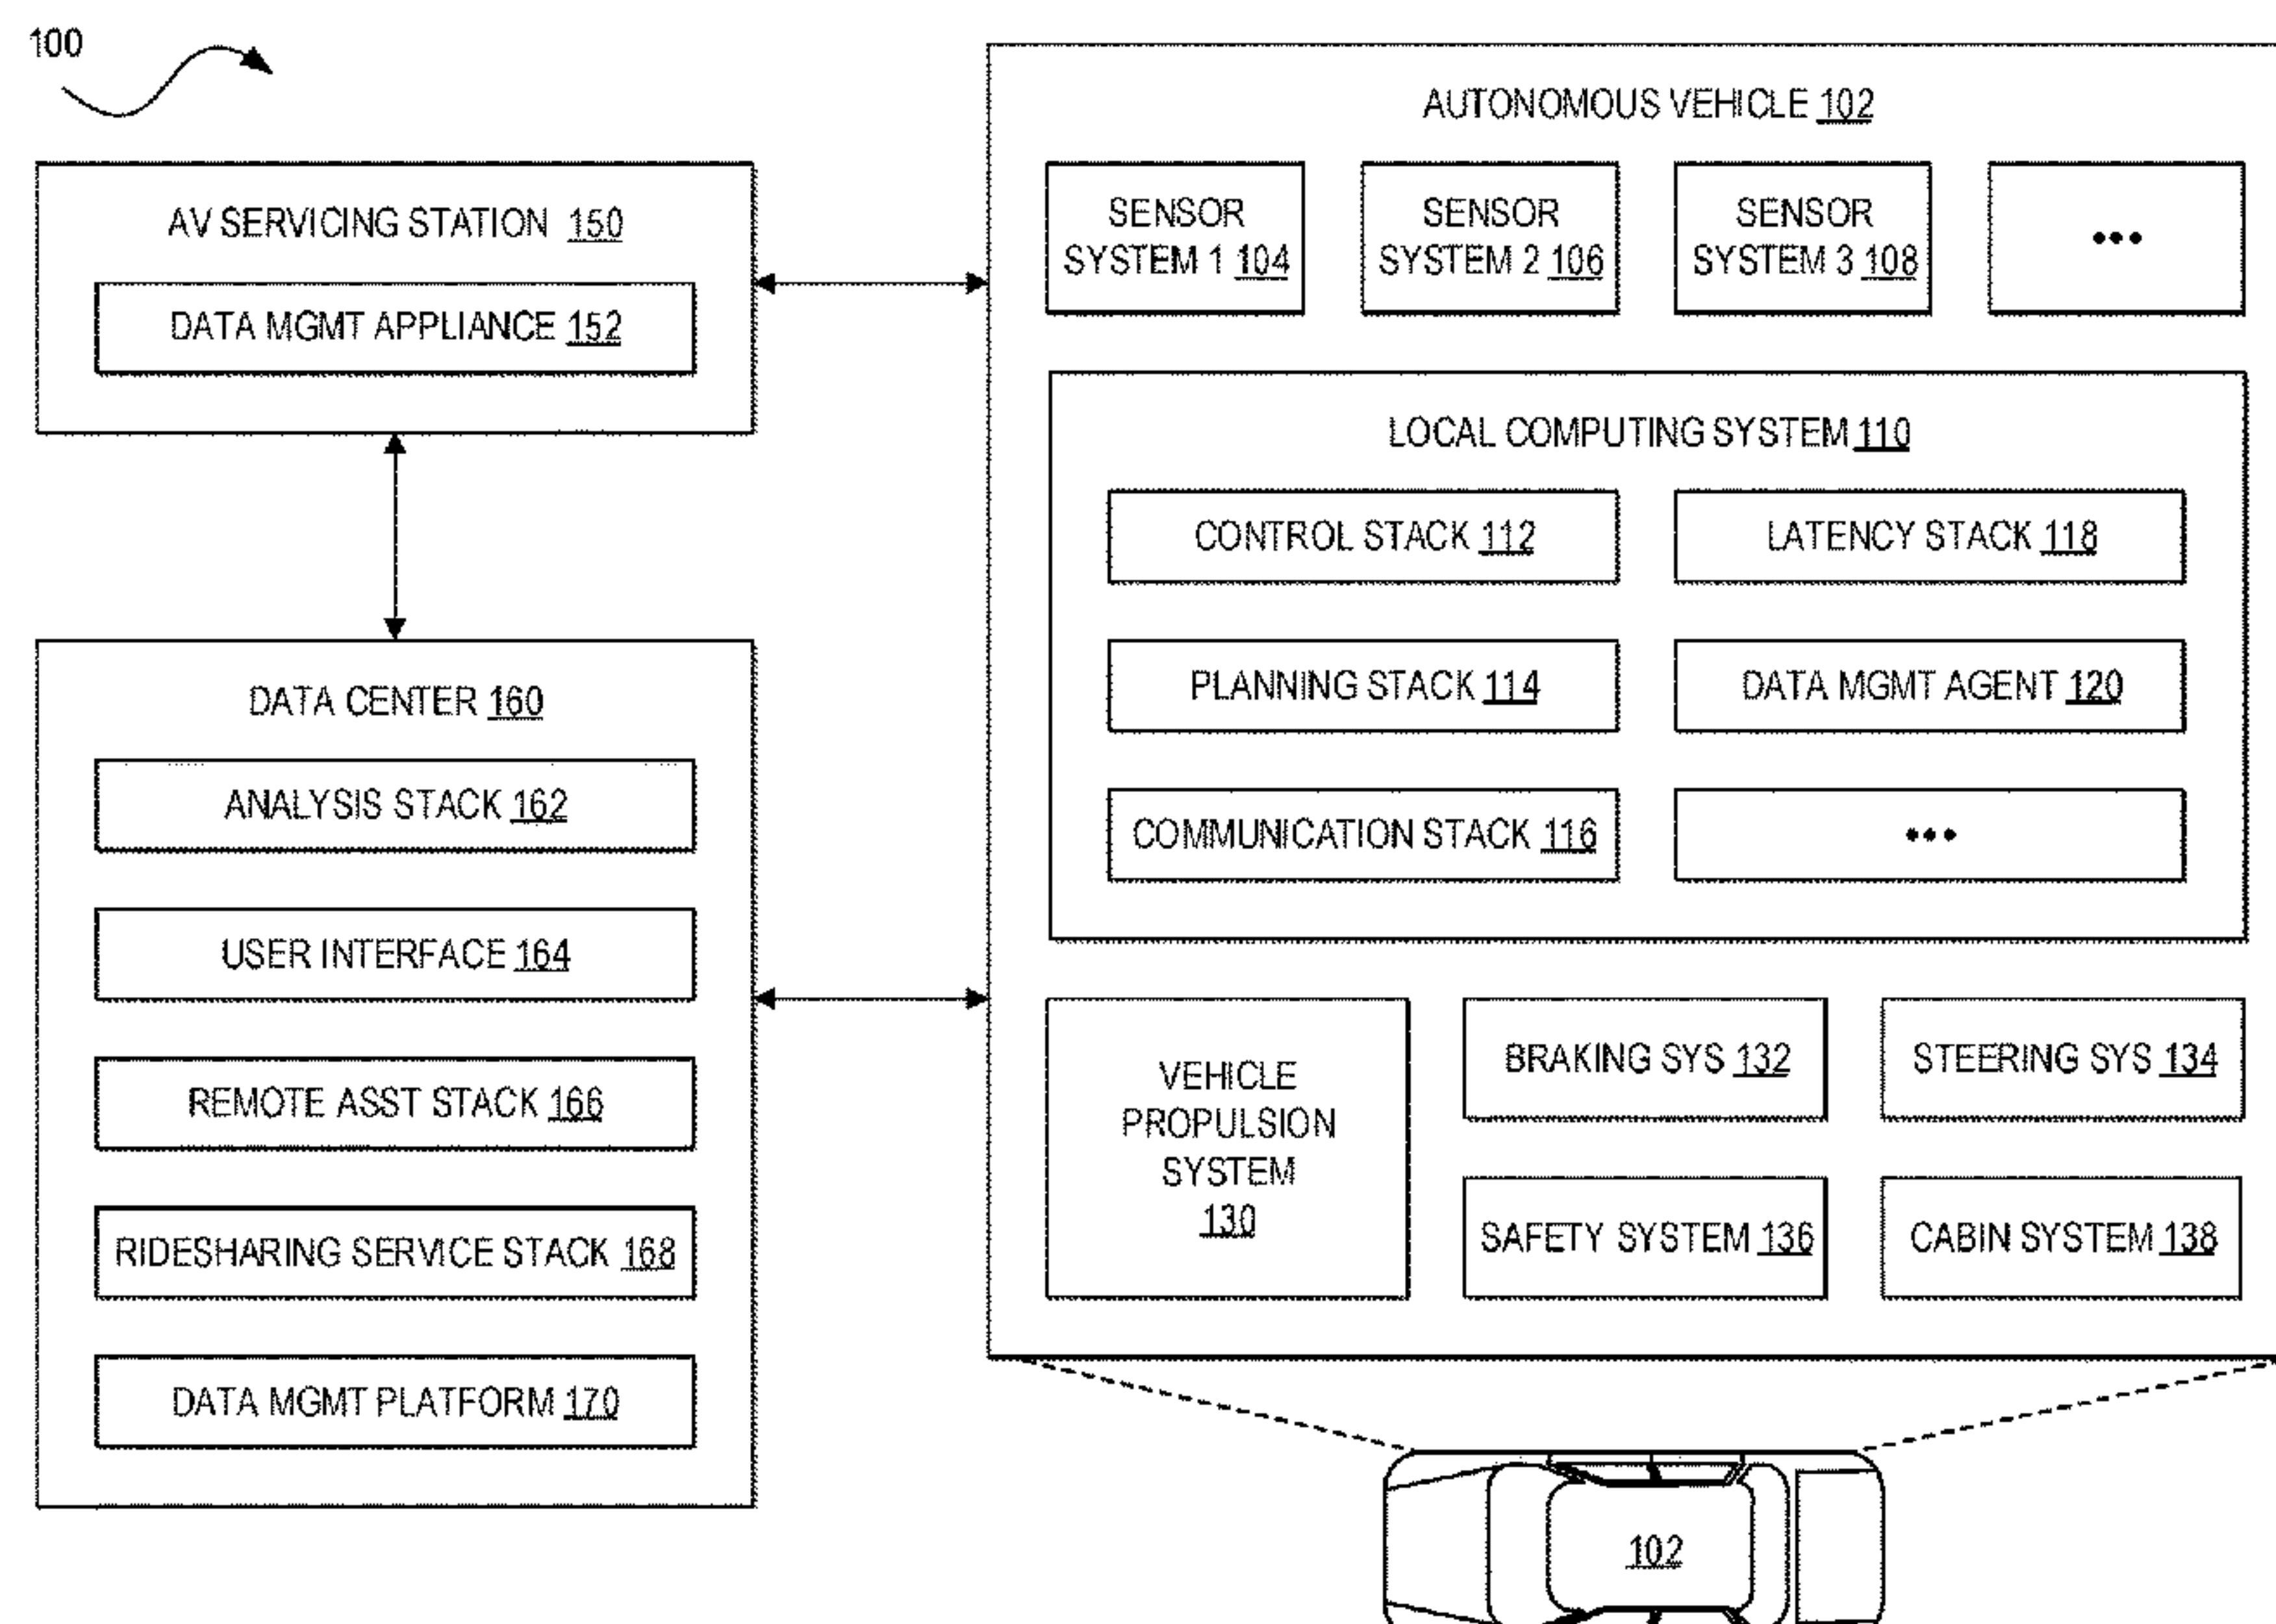 100
AV SERVICING STATION 150
DATA MGMT APPLIANCE 152
DATA CENTER 160
ANALYSIS STACK 162
USER INTERFACE 164
REMOTE ASST STACK 166
RIDESHARING SERVICE STACK 168
DATA MGMT PLATFORM 170
AUTONOMOUS VEHICLE 102
SENSOR
SYSTEM 1 104
SENSOR
SYSTEM 2 106
SENSOR
SYSTEM 3 108
•••
LOCAL COMPUTING SYSTEM 110
CONTROL STACK 112
LATENCY STACK 118
PLANNING STACK 114
DATA MGMT AGENT 120
COMMUNICATION STACK 116
•••
VEHICLE
PROPULSION
SYSTEM
130
BRAKING SYS 132
STEERING SYS 134
SAFETY SYSTEM 136
CABIN SYSTEM 138
102